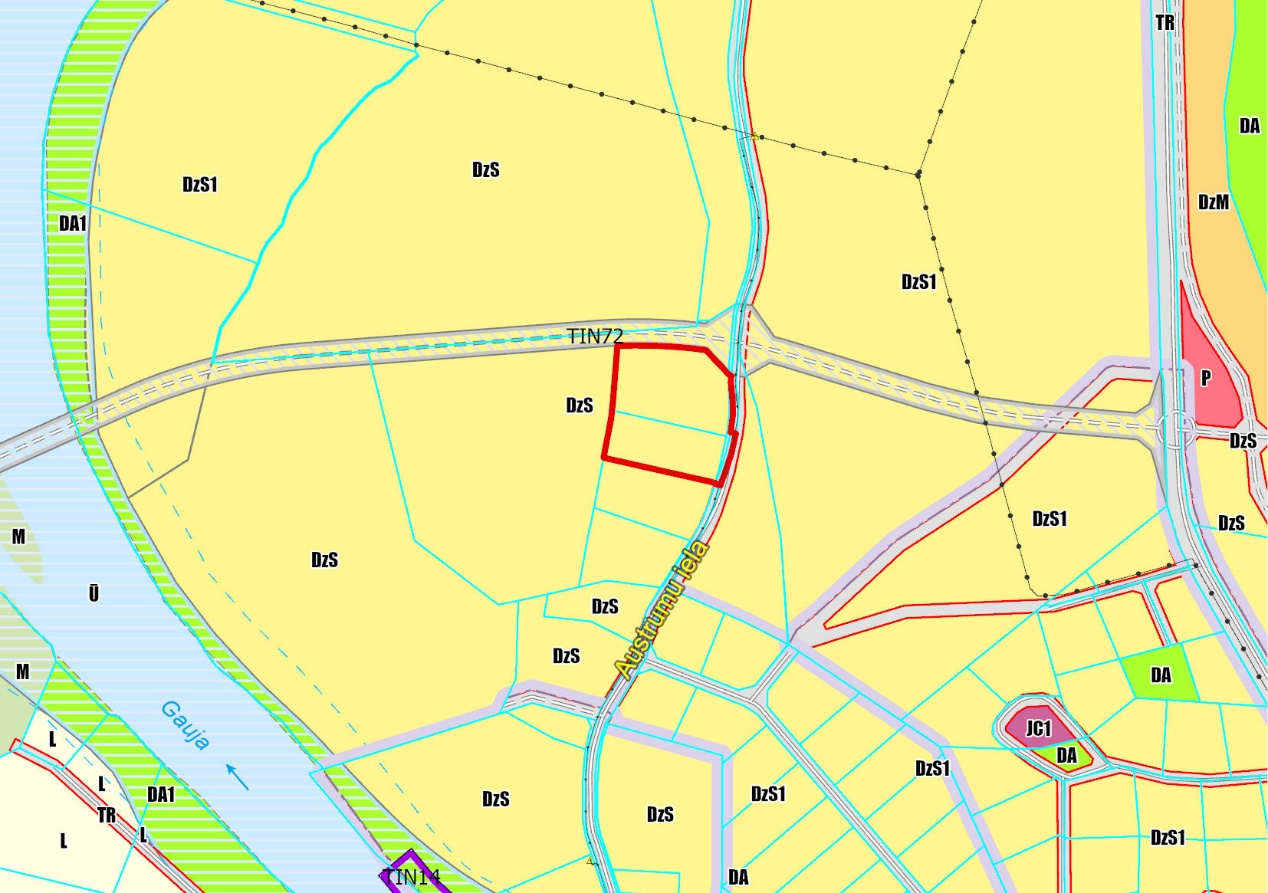 TR
DA
DzS
DzS1
DzM
DA1
DzS1
TIN72
P
DzS
DzS
DzS1
DzS
M
DzS
Ū
DzS
Austrumu iela
DzS
M
DA
Gauja
JC1
L
DA
DzS1
L
DA1
DzS
DzS1
TR
DzS
L
L
DzS1
TIN14
DA